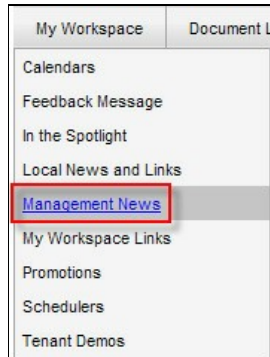 My Workspace Document L
Calendars
Feedback Message
In the Spotlight
Local News and Links
Management News
My Workspace Links
Promotions
Schedulers
Tenant Demos